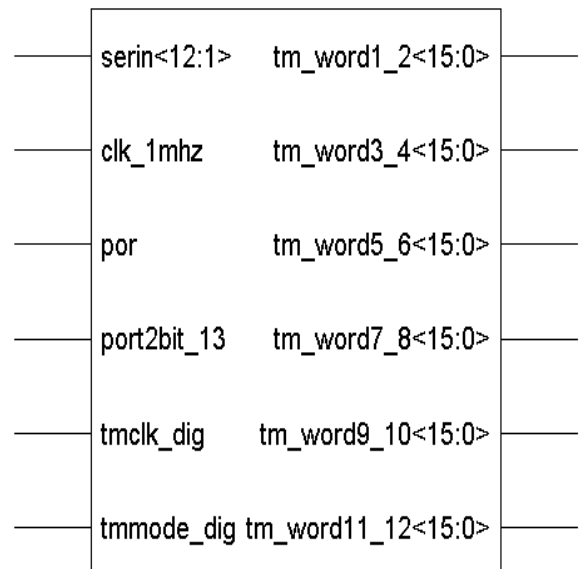 serin<12:1> tm_word1_2<15:0>
clk_1mhz tm_word3_4<15:0>
por tm_word5_6<15:0>
port2bit_13 tm_word7_8<15:0>
tmclk_dig tm_word9_10<15:0>
tmmode_dig tm_word11_12<15:0>